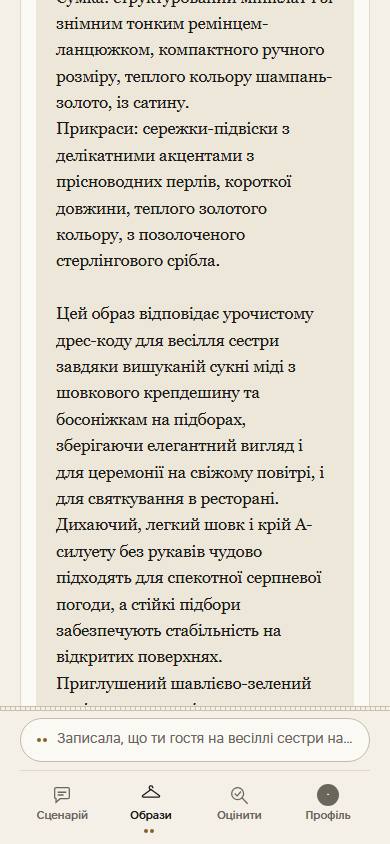 знімним тонким ремінцем-
ланцюжком, компактного ручного
розміру, теплого кольору шампань-
золото, із сатину.
Прикраси: сережки-підвіски з
делікатними акцентами з
прісноводних перлів, короткої
довжини, теплого золотого
кольору, з позолоченого
стерлінгового срібла.
Цей образ відповідає урочистому
дрес-коду для весілля сестри
завдяки вишуканій сукні міді з
шовкового крепдешину та
босоніжкам на підборах,
зберігаючи елегантний вигляд і
для церемонії на свіжому повітрі, і
для святкування в ресторані.
Дихаючий, легкий шовк і крій А-
силуету без рукавів чудово
підходять для спекотної серпневої
погоди, а стійкі підбори
забезпечують стабільність на
відкритих поверхнях.
Приглушений шавлієво-зелений
Записала, що ти гостя на весіллі сестри на...
Сценарій
Образи
Оцінити
Профіль